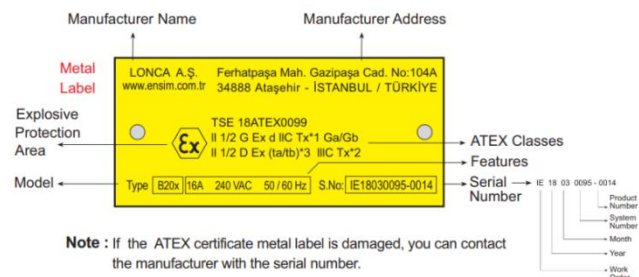 Manufacturer Name
Manufacturer Address
Metal
Label
LONCA A.Ş.
www.ensim.com.tr
Ferhatpaşa Mah. Gazipaşa Cad. No:104A
34888 Ataşehir - İSTANBUL / TÜRKİYE
Explosive
Protection
Area
Ex
TSE 18ATEX0099
II 1/2 G Ex d IIC Tx*1 Ga/Gb
II 1/2 D Ex (ta/tb)*3 IIIC Tx*2
ATEX Classes
Features
Model
Type B20x 16A 240 VAC 50 / 60 Hz S.No: IE18030095-0014
Serial
Number
IE 18 03 0095 - 0014
Product
Number
System
Number
Month
Year
Work
Order
Note : If the ATEX certificate metal label is damaged, you can contact
the manufacturer with the serial number.